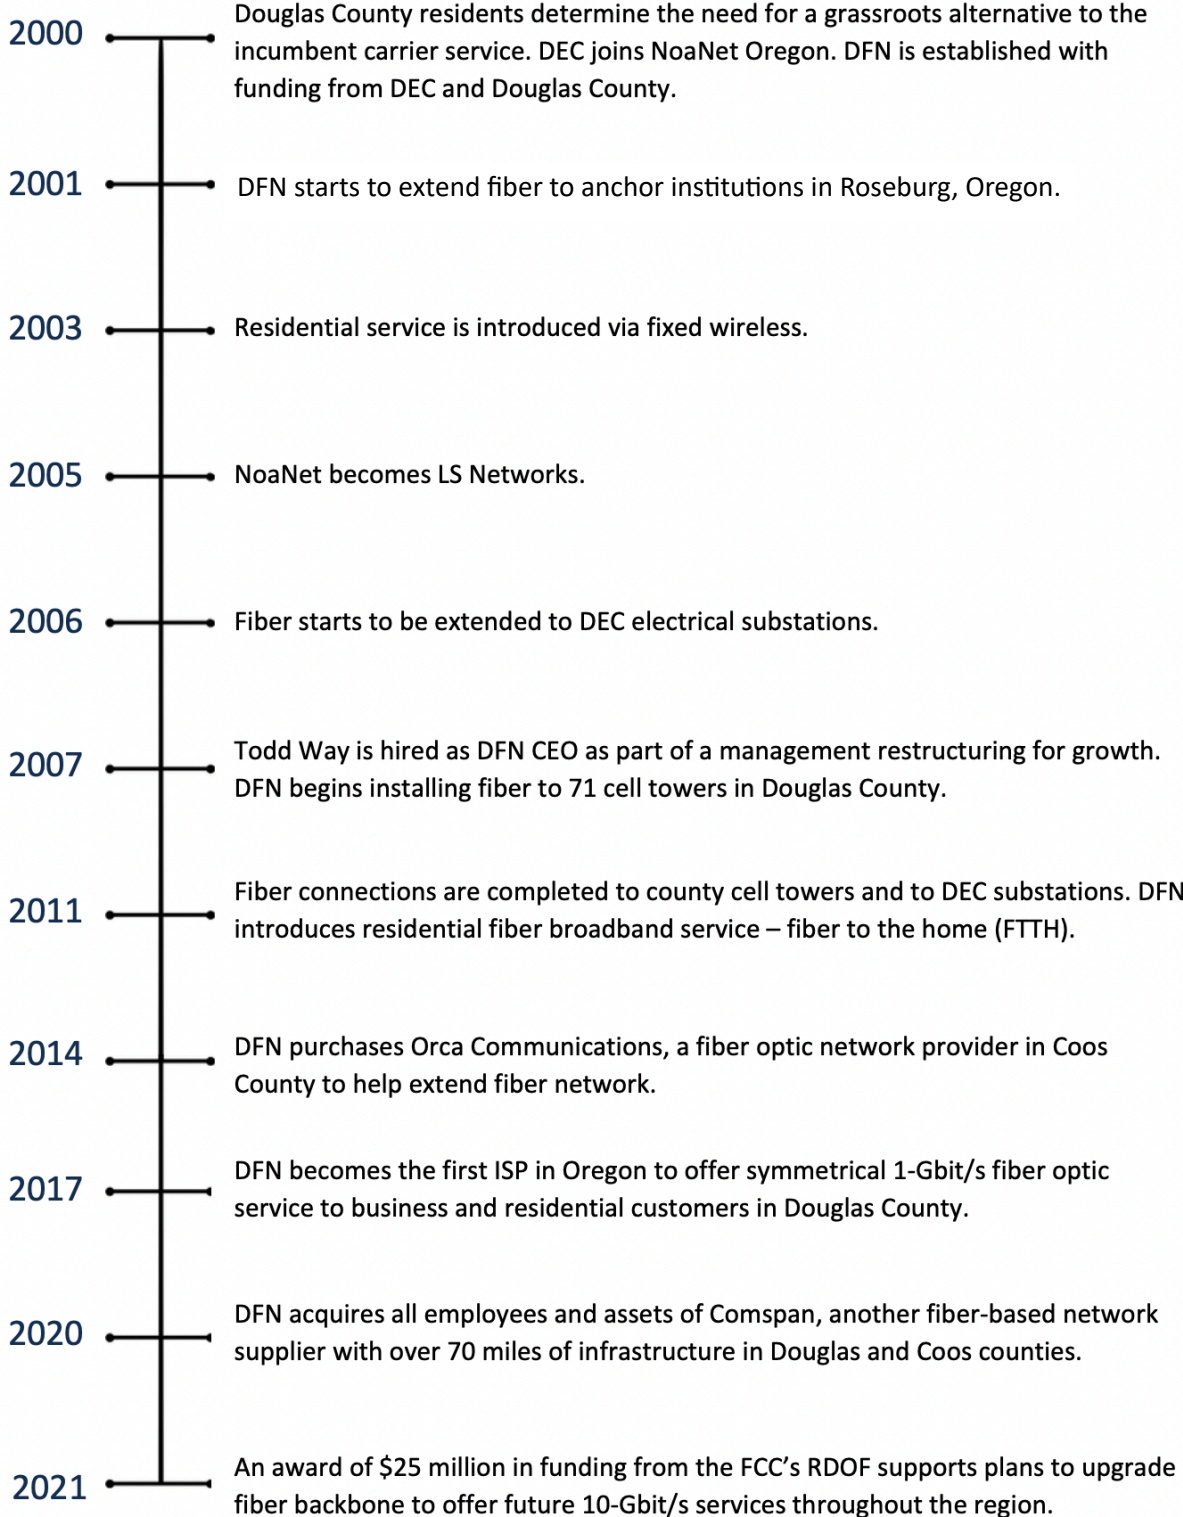 2000
Douglas County residents determine the need for a grassroots alternative to the
incumbent carrier service. DEC joins NoaNet Oregon. DFN is established with
funding from DEC and Douglas County.
2001
DFN starts to extend fiber to anchor institutions in Roseburg, Oregon.
2003
Residential service is introduced via fixed wireless.
2005
NoaNet becomes LS Networks.
2006
Fiber starts to be extended to DEC electrical substations.
2007
Todd Way is hired as DFN CEO as part of a management restructuring for growth.
DFN begins installing fiber to 71 cell towers in Douglas County.
2011
Fiber connections are completed to county cell towers and to DEC substations. DFN
introduces residential fiber broadband service – fiber to the home (FTTH).
2014
DFN purchases Orca Communications, a fiber optic network provider in Coos
County to help extend fiber network.
2017
DFN becomes the first ISP in Oregon to offer symmetrical 1-Gbit/s fiber optic
service to business and residential customers in Douglas County.
2020
DFN acquires all employees and assets of Comspan, another fiber-based network
supplier with over 70 miles of infrastructure in Douglas and Coos counties.
2021
An award of $25 million in funding from the FCC’s RDOF supports plans to upgrade
fiber backbone to offer future 10-Gbit/s services throughout the region.